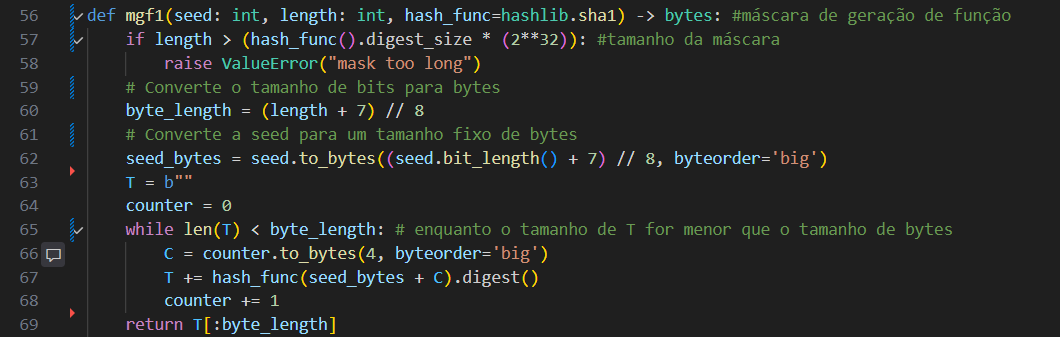 56 def mgf1(seed: int, length: int, hash_func=hashlib.sha1) -> bytes: #máscara de geração de função
57     if length > (hash_func().digest_size * (2**32)): #tamanho da máscara
58         raise ValueError("mask too long")
59     # Converte o tamanho de bits para bytes
60     byte_length = (length + 7) // 8
61     # Converte a seed para um tamanho fixo de bytes
62     seed_bytes = seed.to_bytes((seed.bit_length() + 7) // 8, byteorder='big')
63     T = b""
64     counter = 0
65     while len(T) < byte_length: # enquanto o tamanho de T for menor que o tamanho de bytes
66         C = counter.to_bytes(4, byteorder='big')
67         T += hash_func(seed_bytes + C).digest()
68         counter += 1
69     return T[:byte_length]